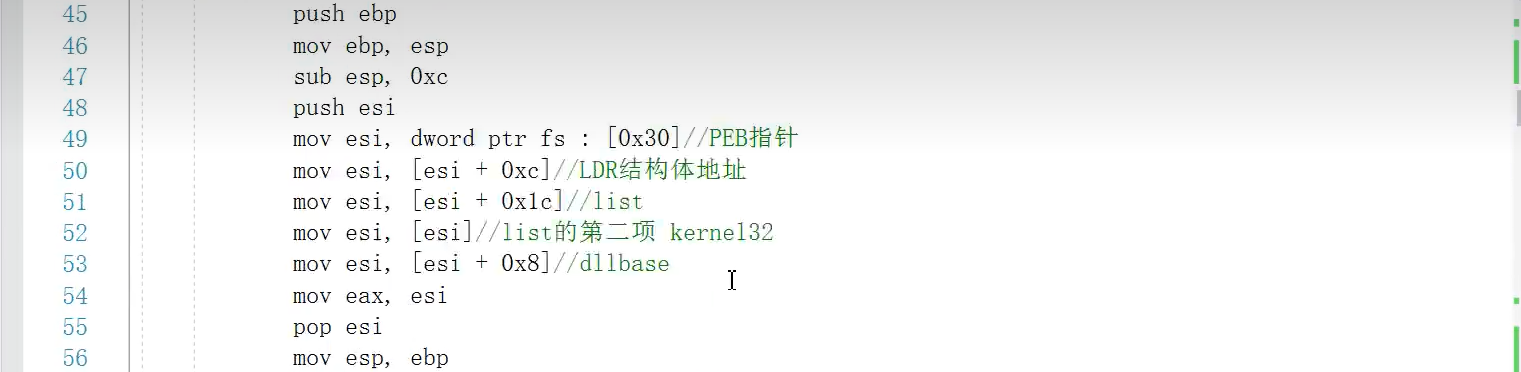 45 push ebp
46 mov ebp, esp
47 sub esp, 0xc
48 push esi
49 mov esi, dword ptr fs : [0x30]//PEB指针
50 mov esi, [esi + 0xc]//LDR结构体地址
51 mov esi, [esi + 0x1c]//list
52 mov esi, [esi]//list的第二项 kernel32
53 mov esi, [esi + 0x8]//dllbase
54 mov eax, esi
55 pop esi
56 mov esp, ebp